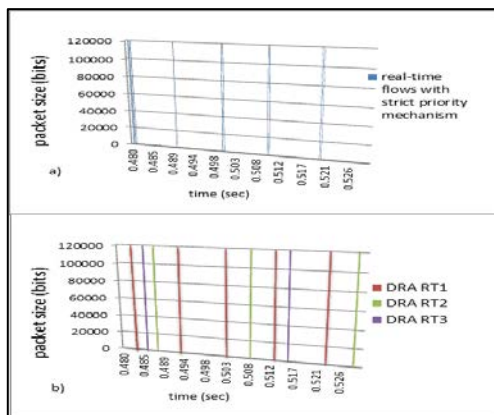 120000
100000
80000
60000
40000
20000
0
packet size (bits)
0.480
0.485
0.489
0.494
0.498
0.503
0.508
0.512
0.517
0.521
0.526
time (sec)
a)
real-time
flows with
strict priority
mechanism
120000
100000
80000
60000
40000
20000
0
packet size (bits)
0.480
0.485
0.489
0.494
0.498
0.503
0.508
0.512
0.517
0.521
0.526
time (sec)
b)
DRA RT1
DRA RT2
DRA RT3